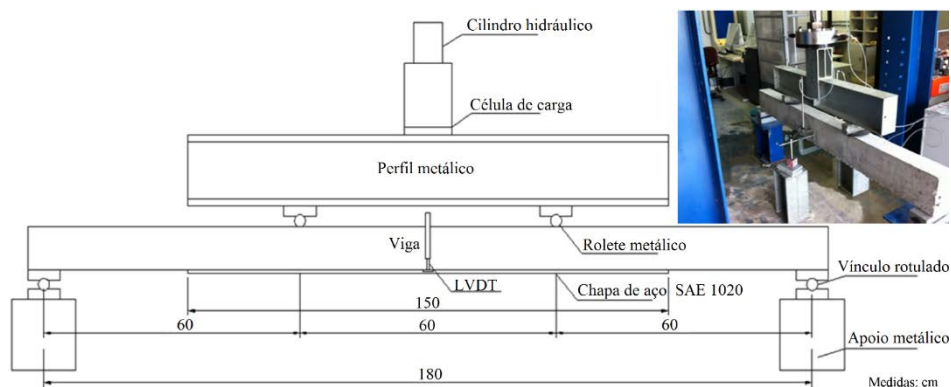 Cilindro hidráulico
Célula de carga
Perfil metálico
Viga
Rolete metálico
LVDT
Chapa de aço SAE 1020
Vínculo rotulado
150
60
60
60
Apoio metálico
180
Medidas: cm